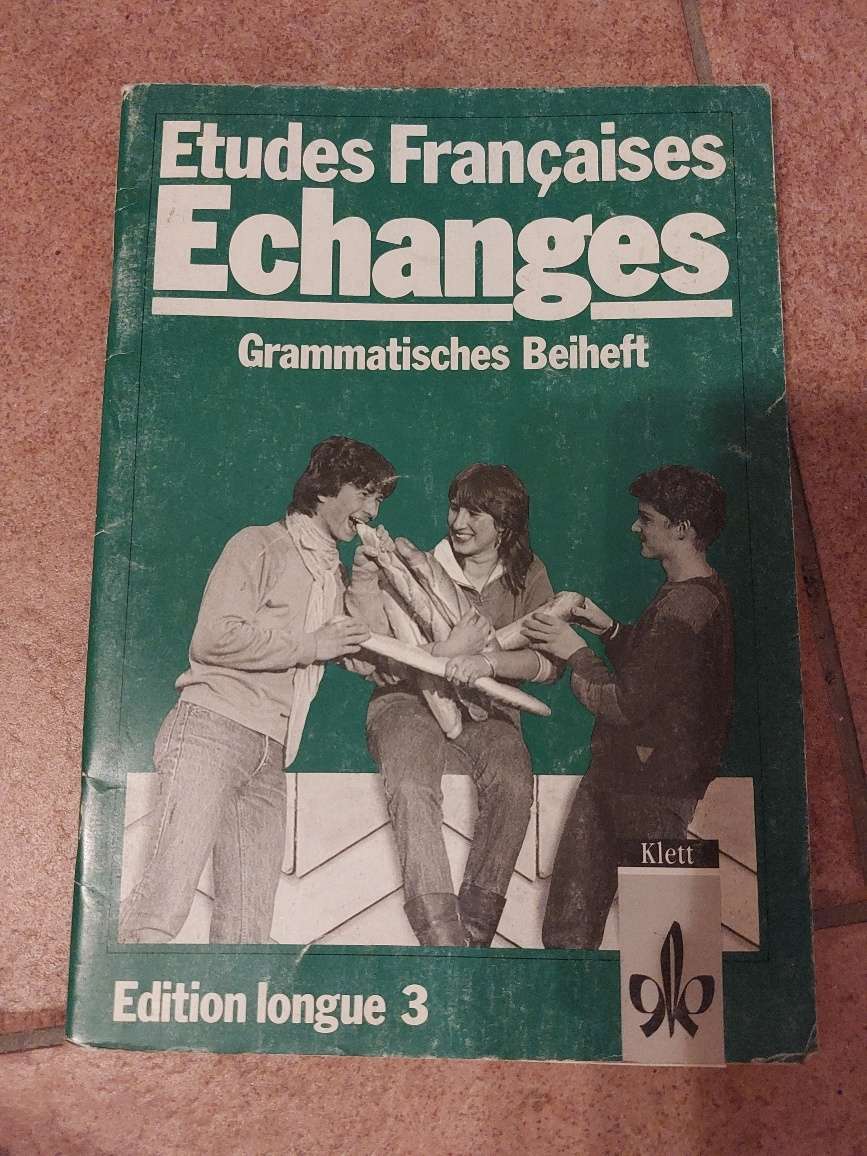 Etudes Françaises
Echanges
Grammatisches Beiheft
Klett
Edition longue 3